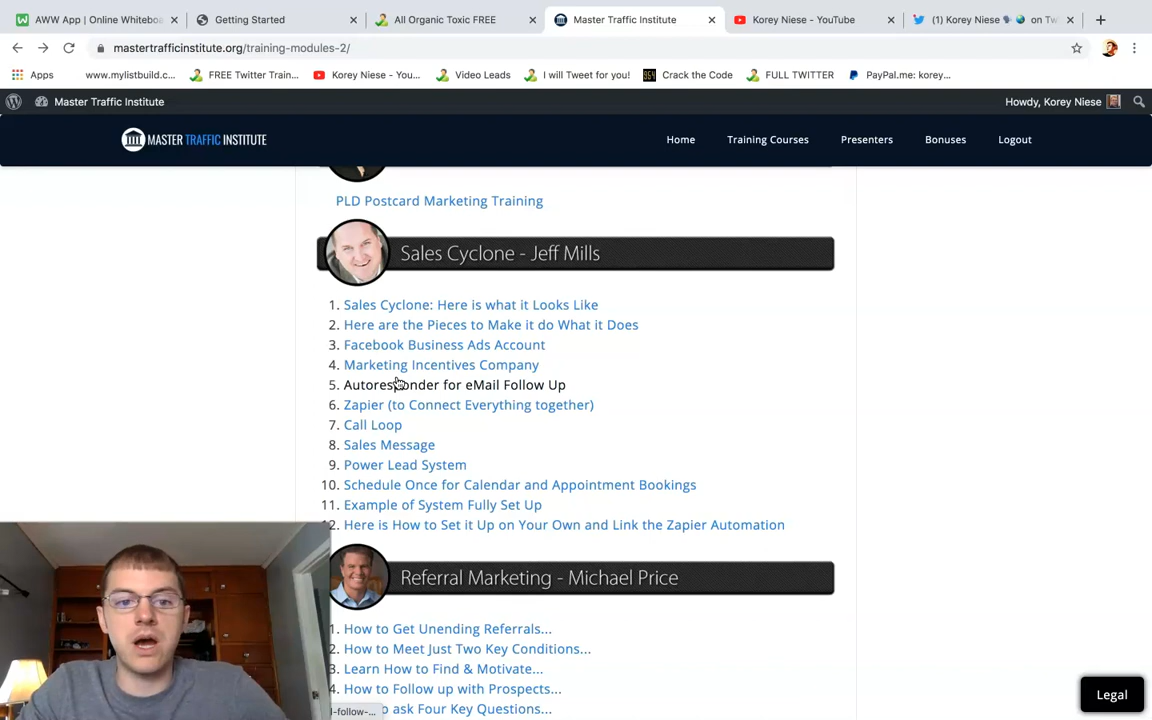 AWW App | Online Whiteboa
Getting Started
All Organic Toxic FREE
Master Traffic Institute
Korey Niese - YouTube
(1) Korey Niese on Tw
mastertrafficinstitute.org/training-modules-2/
Apps
www.mylistbuild.c...
FREE Twitter Train...
Korey Niese - You...
Video Leads
I will Tweet for you!
Crack the Code
FULL TWITTER
PayPal.me: korey...
Master Traffic Institute
Howdy, Korey Niese
MASTER TRAFFIC INSTITUTE
Home
Training Courses
Presenters
Bonuses
Logout
PLD Postcard Marketing Training
Sales Cyclone - Jeff Mills
1. Sales Cyclone: Here is what it Looks Like
2. Here are the Pieces to Make it do What it Does
3. Facebook Business Ads Account
4. Marketing Incentives Company
5. Autoresponder for eMail Follow Up
6. Zapier (to Connect Everything together)
7. Call Loop
8. Sales Message
9. Power Lead System
10. Schedule Once for Calendar and Appointment Bookings
11. Example of System Fully Set Up
12. Here is How to Set it Up on Your Own and Link the Zapier Automation
Referral Marketing - Michael Price
1. How to Get Unending Referrals...
2. How to Meet Just Two Key Conditions...
3. Learn How to Find & Motivate...
4. How to Follow up with Prospects...
to ask Four Key Questions...
l-follow-...
Legal